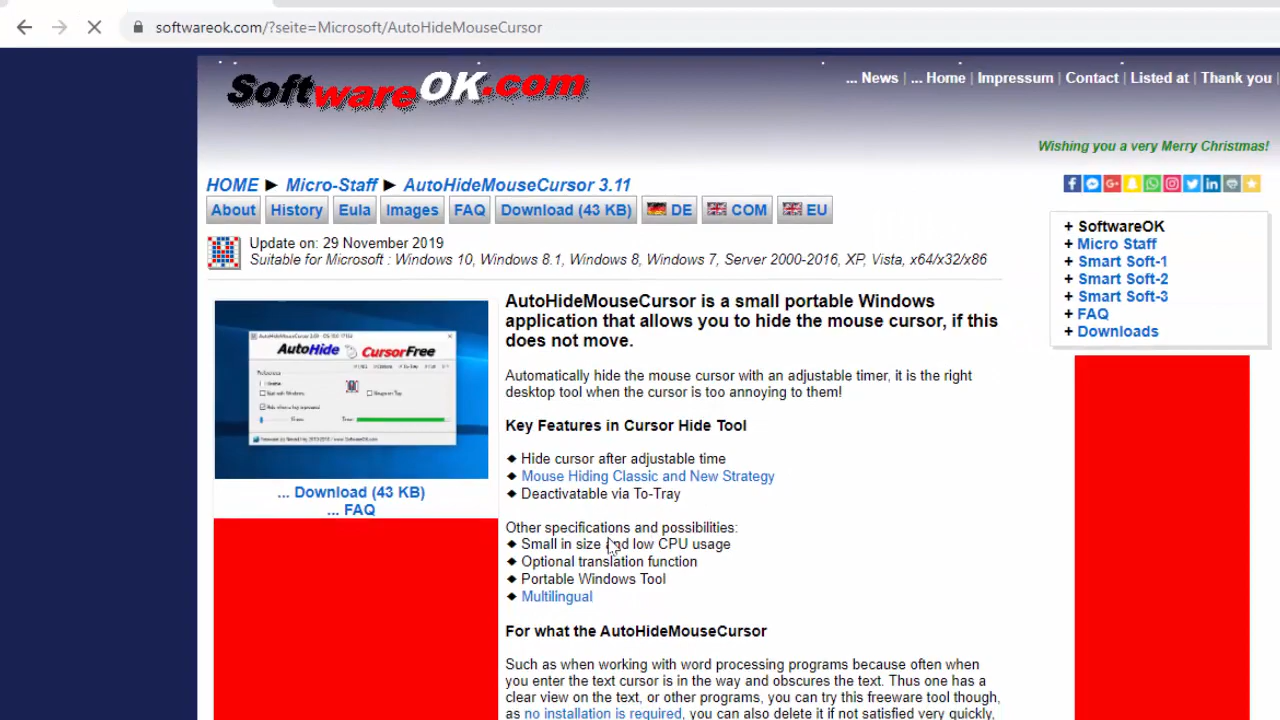 softwareok.com/?seite=Microsoft/AutoHideMouseCursor
SoftwareOK.com
... News | ... Home | Impressum | Contact | Listed at | Thank you |
Wishing you a very Merry Christmas!
HOME ► Micro-Staff ► AutoHideMouseCursor 3.11
About History Eula Images FAQ Download (43 KB) DE COM EU
Update on: 29 November 2019
Suitable for Microsoft : Windows 10, Windows 8.1, Windows 8, Windows 7, Server 2000-2016, XP, Vista, x64/x32/x86
+ SoftwareOK
+ Micro Staff
+ Smart Soft-1
+ Smart Soft-2
+ Smart Soft-3
+ FAQ
+ Downloads
AutoHide CursorFree
... Download (43 KB)
... FAQ
AutoHideMouseCursor is a small portable Windows
application that allows you to hide the mouse cursor, if this
does not move.
Automatically hide the mouse cursor with an adjustable timer, it is the right
desktop tool when the cursor is too annoying to them!
Key Features in Cursor Hide Tool
◆ Hide cursor after adjustable time
◆ Mouse Hiding Classic and New Strategy
◆ Deactivatable via To-Tray
Other specifications and possibilities:
◆ Small in size and low CPU usage
◆ Optional translation function
◆ Portable Windows Tool
◆ Multilingual
For what the AutoHideMouseCursor
Such as when working with word processing programs because often when
you enter the text cursor is in the way and obscures the text. Thus one has a
clear view on the text, or other programs, you can try this freeware tool though,
as no installation is required, you can also delete it if not satisfied very quickly,